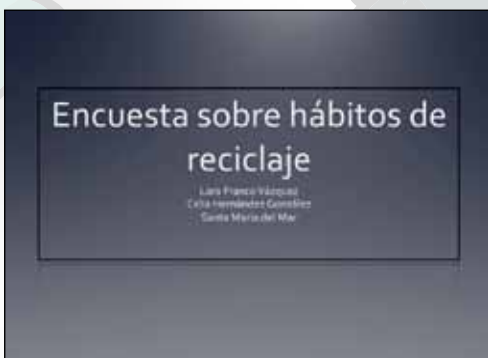 Encuesta sobre hábitos de
reciclaje
Lara Franco Vázquez
Celia Hernández González
Santa María del Mar